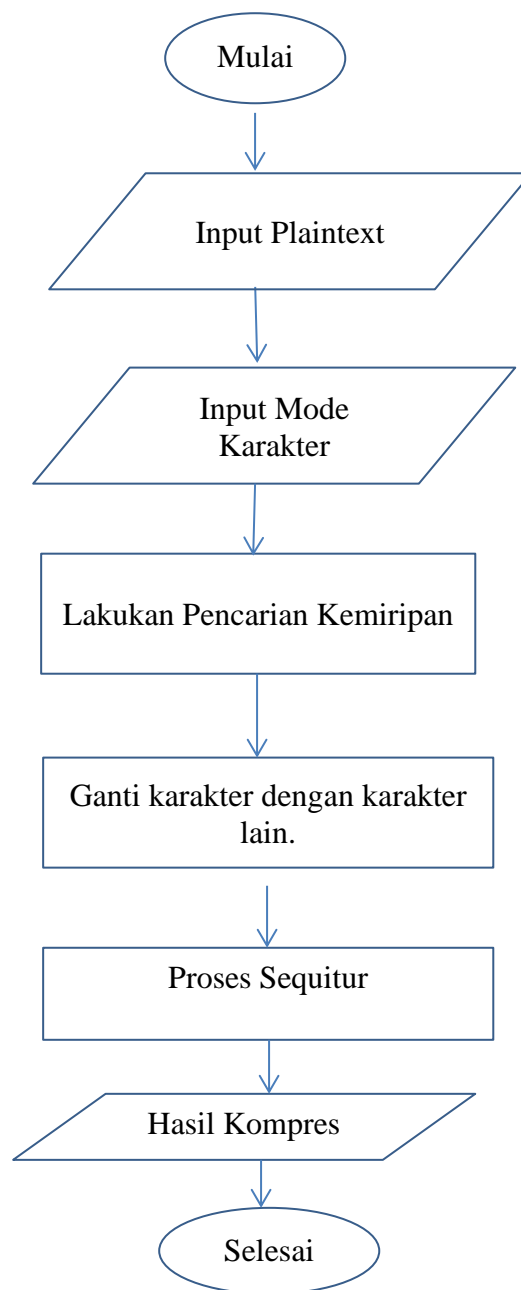 Mulai
Input Plaintext
Input Mode
Karakter
Lakukan Pencarian Kemiripan
Ganti karakter dengan karakter
lain.
Proses Sequitur
Hasil Kompres
Selesai